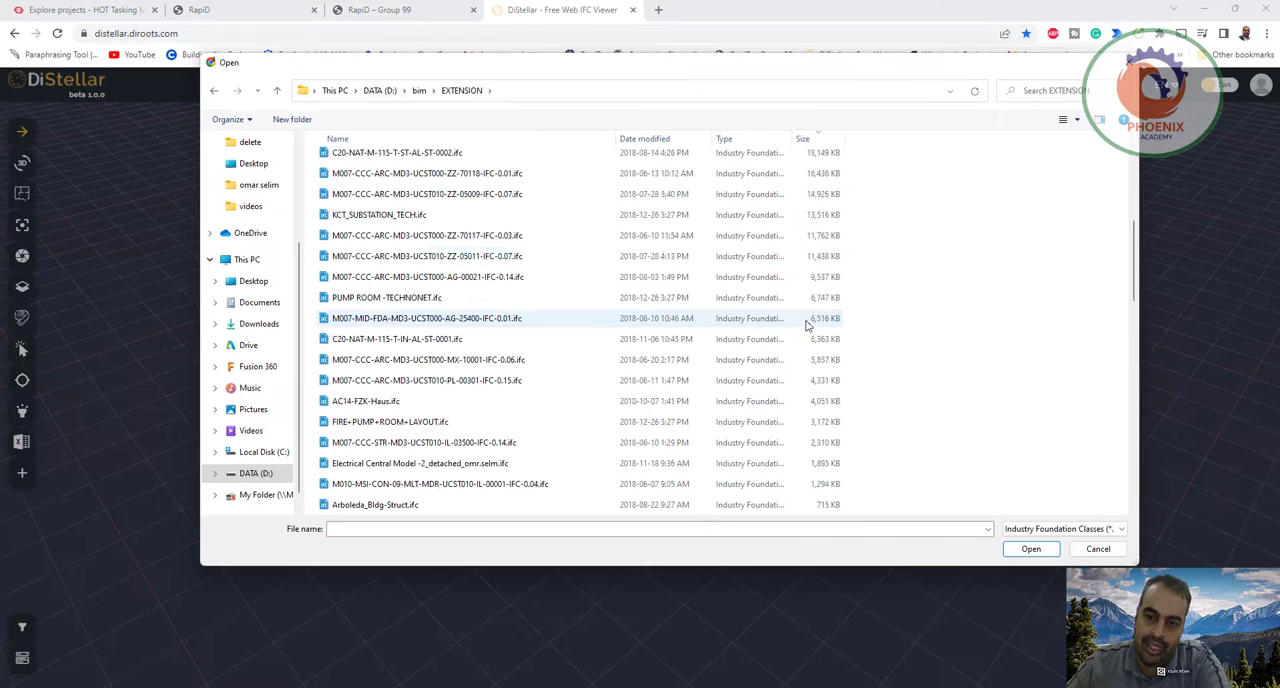 Explore projects - HOT Tasking M
RapiD
RapiD – Group 99
DiStellar - Free Web IFC Viewer
distellar.diroots.com
Paraphrasing Tool |
YouTube
Other bookmarks
DiStellar
beta 1.0.0
Open
This PC > DATA (D:) > bim > EXTENSION >
Search EXTENSION
Organize
New folder
PHOENIX
ACADEMY
delete
Desktop
omar selim
videos
OneDrive
This PC
Desktop
Documents
Downloads
Drive
Fusion 360
Music
Pictures
Videos
Local Disk (C:)
DATA (D:)
My Folder (\\M
Name Date modified Type Size
C20-NAT-M-115-T-ST-AL-ST-0002.ifc 2018-08-14 4:26 PM Industry Foundati... 18,149 KB
M007-CCC-ARC-MD3-UCST000-ZZ-70118-IFC-0.01.ifc 2018-06-13 10:12 AM Industry Foundati... 16,436 KB
M007-CCC-ARC-MD3-UCST010-ZZ-05009-IFC-0.07.ifc 2018-07-28 3:40 PM Industry Foundati... 14,926 KB
KCT_SUBSTATION_TECH.ifc 2018-12-26 3:27 PM Industry Foundati... 13,516 KB
M007-CCC-ARC-MD3-UCST000-ZZ-70117-IFC-0.03.ifc 2018-06-10 11:54 AM Industry Foundati... 11,762 KB
M007-CCC-ARC-MD3-UCST010-ZZ-05011-IFC-0.07.ifc 2018-07-28 4:13 PM Industry Foundati... 11,438 KB
M007-CCC-ARC-MD3-UCST000-AG-00021-IFC-0.14.ifc 2018-08-03 1:49 PM Industry Foundati... 9,537 KB
PUMP ROOM -TECHNONET.ifc 2018-12-26 3:27 PM Industry Foundati... 6,747 KB
M007-MID-FDA-MD3-UCST000-AG-25400-IFC-0.01.ifc 2018-06-10 10:46 AM Industry Foundati... 6,516 KB
C20-NAT-M-115-T-IN-AL-ST-0001.ifc 2018-11-06 10:45 PM Industry Foundati... 6,363 KB
M007-CCC-ARC-MD3-UCST000-MX-10001-IFC-0.06.ifc 2018-06-20 2:17 PM Industry Foundati... 5,857 KB
M007-CCC-ARC-MD3-UCST010-PL-00301-IFC-0.15.ifc 2018-06-11 1:47 PM Industry Foundati... 4,331 KB
AC14-FZK-Haus.ifc 2018-10-07 1:41 PM Industry Foundati... 4,051 KB
FIRE+PUMP+ROOM+LAYOUT.ifc 2018-12-26 3:27 PM Industry Foundati... 3,172 KB
M007-CCC-STR-MD3-UCST010-IL-03500-IFC-0.14.ifc 2018-06-10 1:29 PM Industry Foundati... 2,310 KB
Electrical Central Model -2_detached_omr.selm.ifc 2018-11-18 9:36 AM Industry Foundati... 1,895 KB
M010-MSI-CON-09-MLT-MDR-UCST010-IL-00001-IFC-0.04.ifc 2018-06-07 9:05 AM Industry Foundati... 1,294 KB
Arboleda_Bldg-Struct.ifc 2018-08-22 9:27 AM Industry Foundati... 715 KB
File name:
Industry Foundation Classes (*.
Open
Cancel